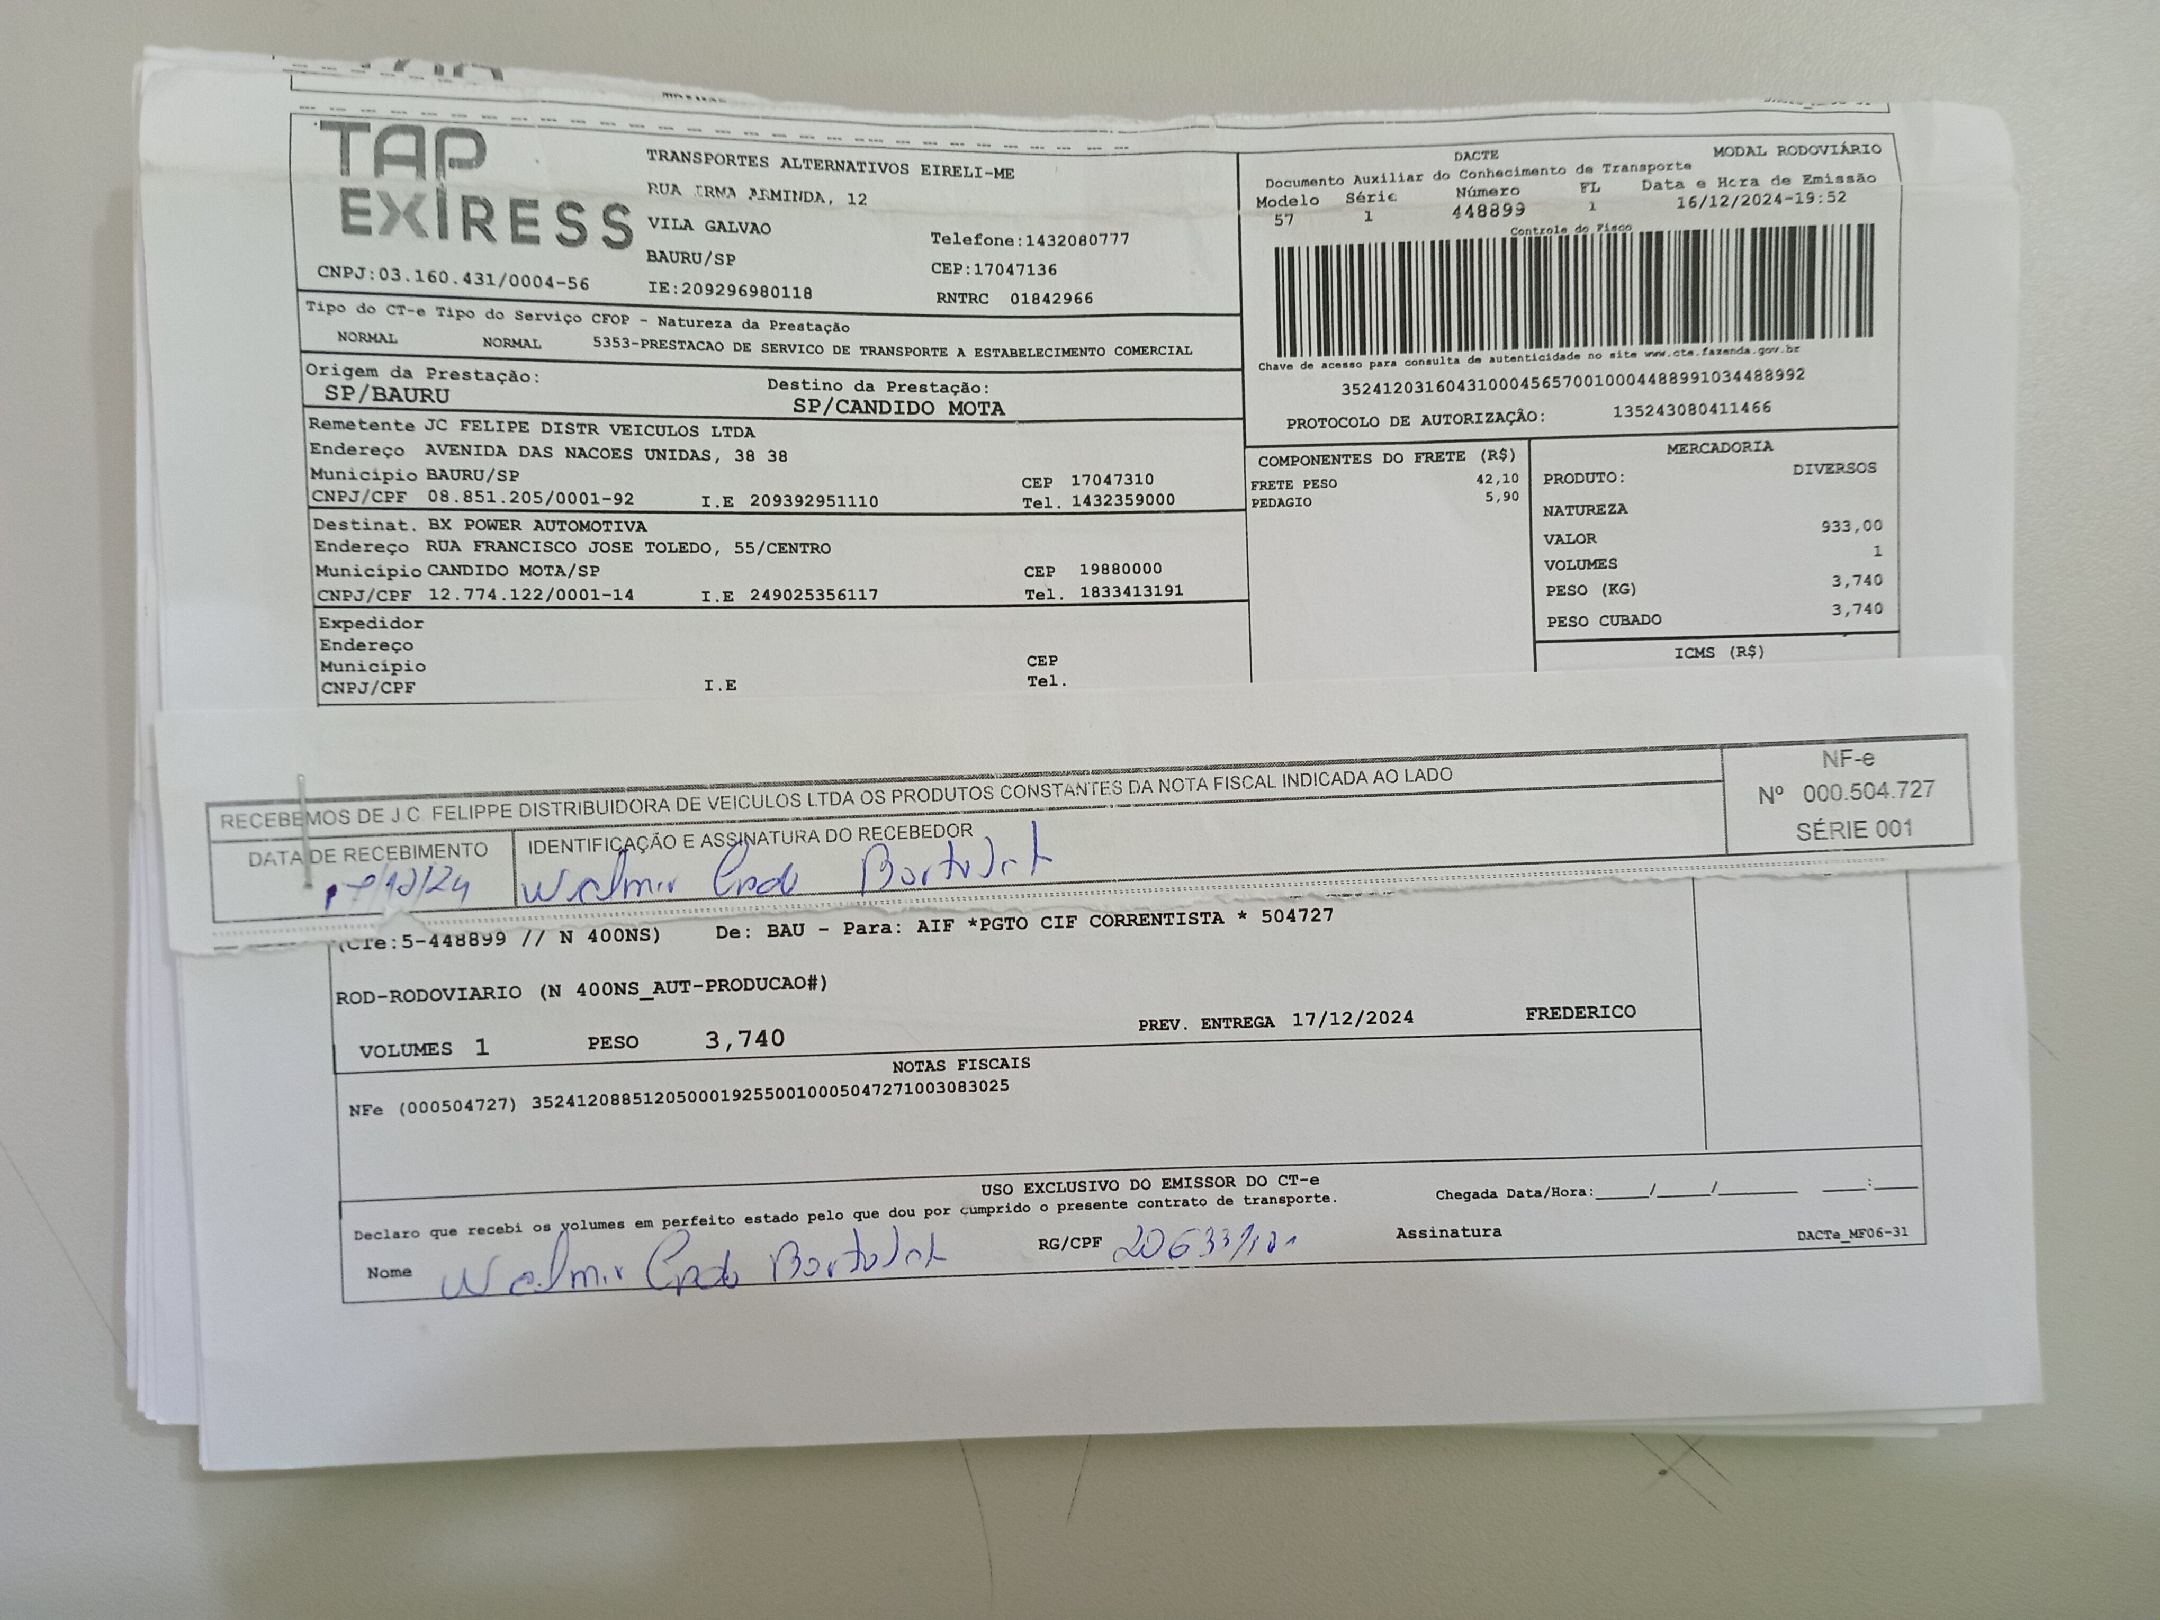 TAP
EXIRESS
CNPJ:03.160.431/0004-56
TRANSPORTES ALTERNATIVOS EIRELI-ME
RUA IRMA ARMINDA, 12
VILA GALVAO
BAURU/SP
IE:209296980118
Telefone:1432080777
CEP:17047136
RNTRC 01842966
DACTE
MODAL RODOVIÁRIO
Documento Auxiliar do Conhecimento de Transporte
Modelo Série Número FL Data e Hora de Emissão
57 1 448899 1 16/12/2024-19:52
Controle do Fisco
Chave de acesso para consulta de autenticidade no site www.cte.fazenda.gov.br
35241203160431000456570010004488991034488992
PROTOCOLO DE AUTORIZAÇÃO: 135243080411466
Tipo do CT-e Tipo do Serviço CFOP - Natureza da Prestação
NORMAL NORMAL 5353-PRESTACAO DE SERVICO DE TRANSPORTE A ESTABELECIMENTO COMERCIAL
Origem da Prestação: Destino da Prestação:
SP/BAURU SP/CANDIDO MOTA
Remetente JC FELIPE DISTR VEICULOS LTDA
Endereço AVENIDA DAS NACOES UNIDAS, 38 38
Município BAURU/SP CEP 17047310
CNPJ/CPF 08.851.205/0001-92 I.E 209392951110 Tel. 1432359000
Destinat. BX POWER AUTOMOTIVA
Endereço RUA FRANCISCO JOSE TOLEDO, 55/CENTRO
Município CANDIDO MOTA/SP CEP 19880000
CNPJ/CPF 12.774.122/0001-14 I.E 249025356117 Tel. 1833413191
Expedidor
Endereço
Município CEP
CNPJ/CPF I.E Tel.
COMPONENTES DO FRETE (R$)
FRETE PESO 42,10
PEDAGIO 5,90
MERCADORIA
PRODUTO: DIVERSOS
NATUREZA
VALOR 933,00
VOLUMES 1
PESO (KG) 3,740
PESO CUBADO 3,740
ICMS (R$)
RECEBEMOS DE J C. FELIPPE DISTRIBUIDORA DE VEICULOS LTDA OS PRODUTOS CONSTANTES DA NOTA FISCAL INDICADA AO LADO
NF-e
Nº 000.504.727
SÉRIE 001
DATA DE RECEBIMENTO
IDENTIFICAÇÃO E ASSINATURA DO RECEBEDOR
/12/24
Walmir Bortolat
(CTe:5-448899 // N 400NS) De: BAU - Para: AIF *PGTO CIF CORRENTISTA * 504727
ROD-RODOVIARIO (N 400NS_AUT-PRODUCAO#)
VOLUMES 1 PESO 3,740 PREV. ENTREGA 17/12/2024 FREDERICO
NOTAS FISCAIS
NFe (000504727) 35241208851205000192550010005047271003083025
USO EXCLUSIVO DO EMISSOR DO CT-e
Declaro que recebi os volumes em perfeito estado pelo que dou por cumprido o presente contrato de transporte.
Chegada Data/Hora:_____/_____/________ ____:____
Nome Walmir Bortolat RG/CPF Assinatura
DACTe_MF06-31